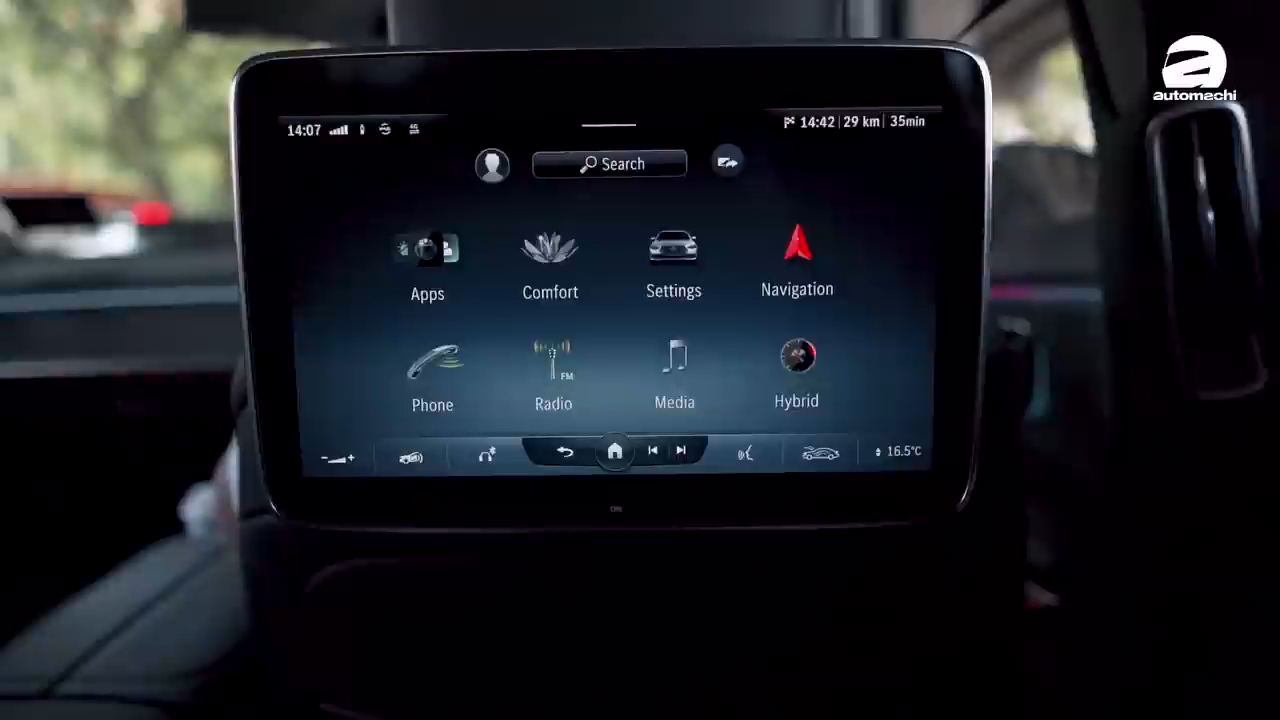 automachi
14:07 4G
14:42 | 29 km | 35min
Search
Apps Comfort Settings Navigation
FM
Phone Radio Media Hybrid
16.5°C